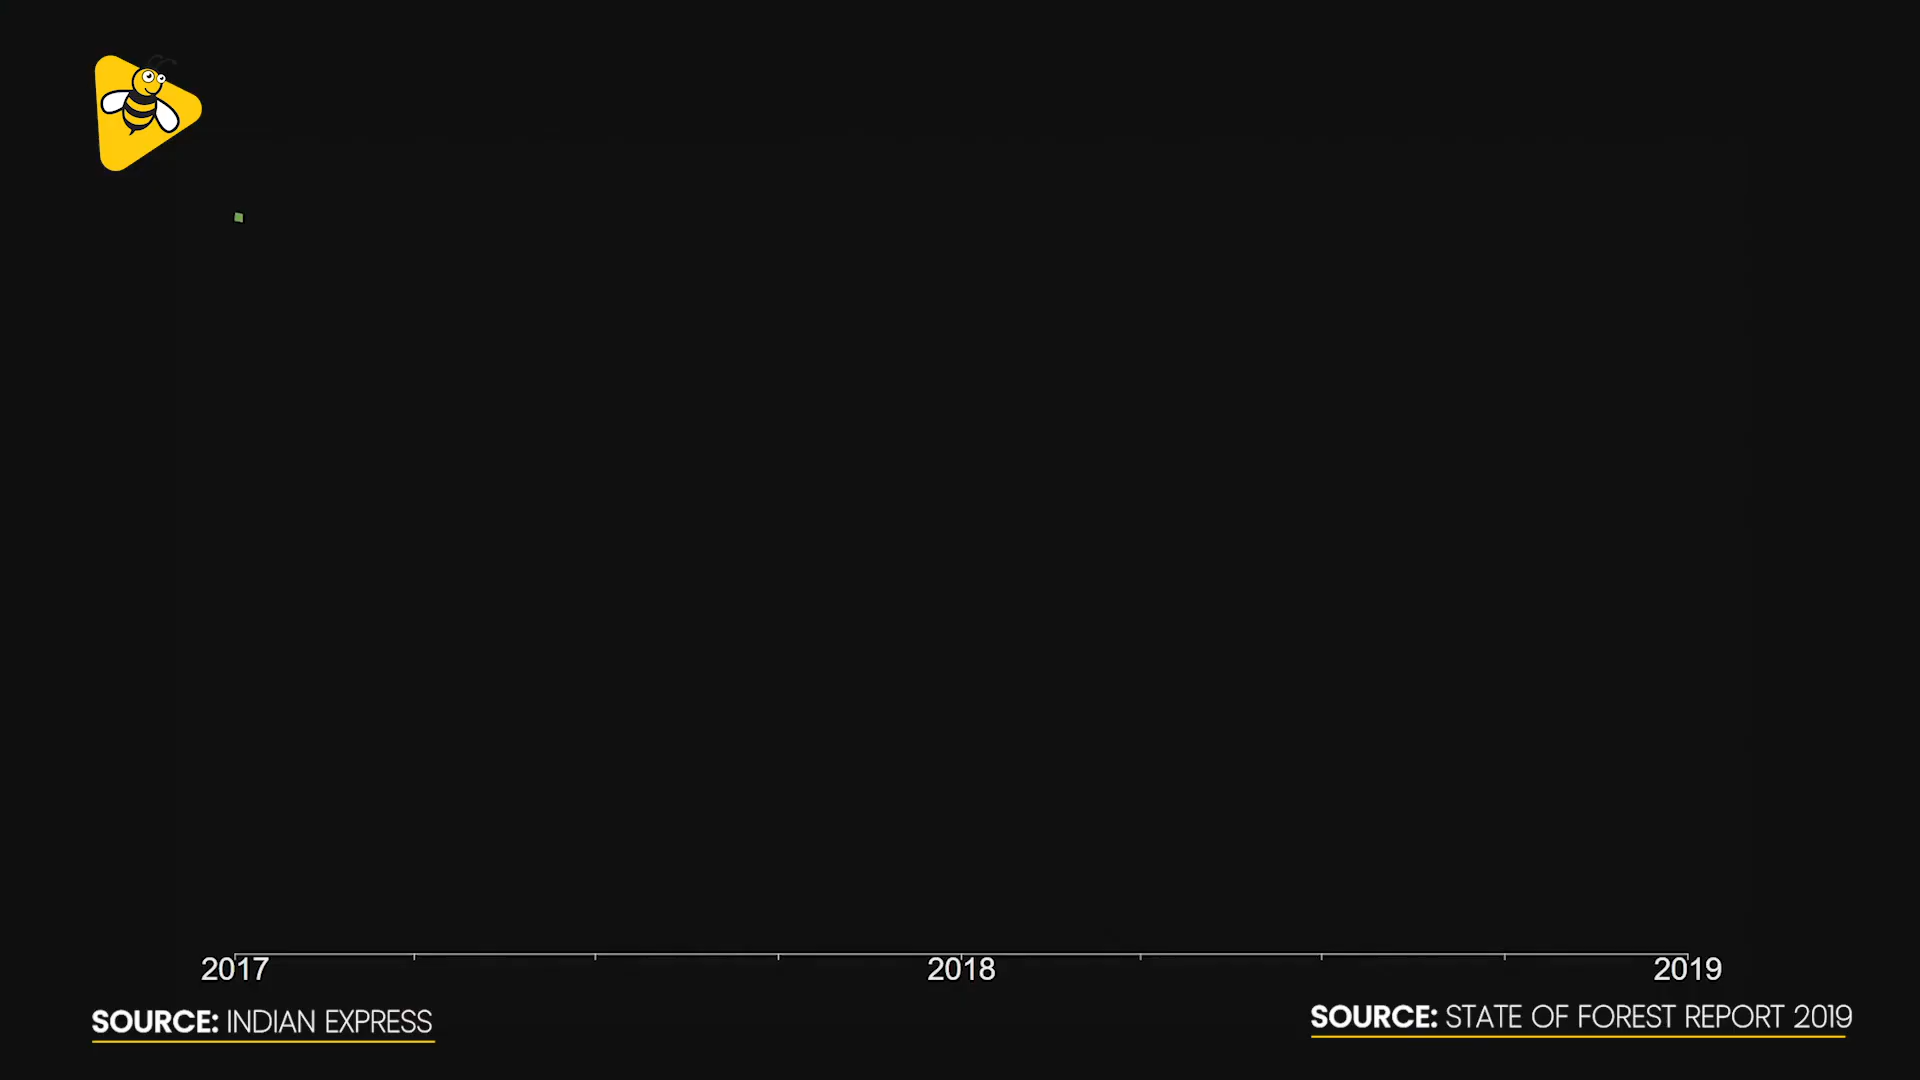 2017 2018 2019
SOURCE: INDIAN EXPRESS
SOURCE: STATE OF FOREST REPORT 2019